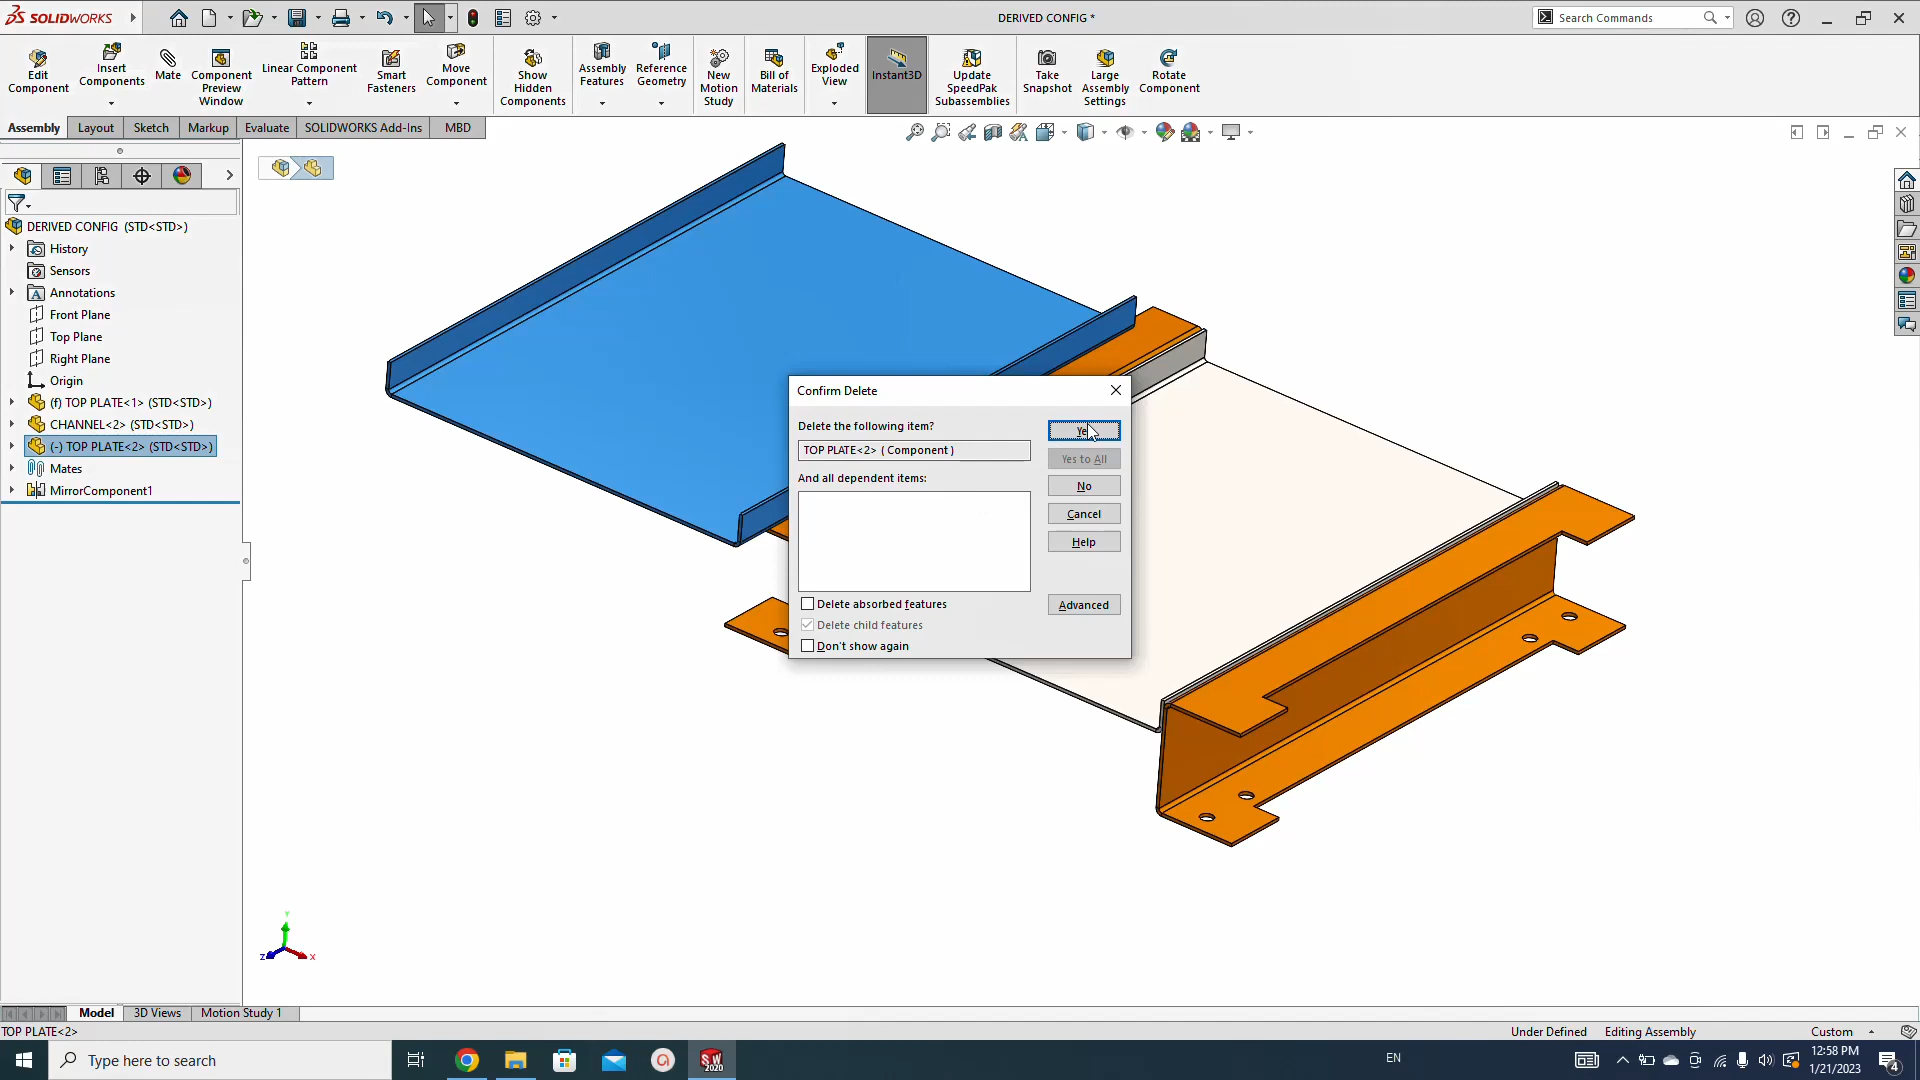 SOLIDWORKS
DERIVED CONFIG *
Search Commands
Edit
Component
Insert
Components
Mate
Component
Preview
Window
Linear Component
Pattern
Smart
Fasteners
Move
Component
Show
Hidden
Components
Assembly
Features
Reference
Geometry
New
Motion
Study
Bill of
Materials
Exploded
View
Instant3D
Update
SpeedPak
Subassemblies
Take
Snapshot
Large
Assembly
Settings
Rotate
Component
Assembly
Layout
Sketch
Markup
Evaluate
SOLIDWORKS Add-Ins
MBD
DERIVED CONFIG (STD<STD>)
History
Sensors
Annotations
Front Plane
Top Plane
Right Plane
Origin
(f) TOP PLATE<1> (STD<STD>)
CHANNEL<2> (STD<STD>)
(-) TOP PLATE<2> (STD<STD>)
Mates
MirrorComponent1
Confirm Delete
Delete the following item?
TOP PLATE<2> ( Component )
And all dependent items:
Yes to All
No
Cancel
Help
Advanced
Delete absorbed features
Delete child features
Don't show again
Y
Z
X
Model
3D Views
Motion Study 1
TOP PLATE<2>
Under Defined
Editing Assembly
Custom
Type here to search
SW
2020
EN
12:58 PM
1/21/2023
4